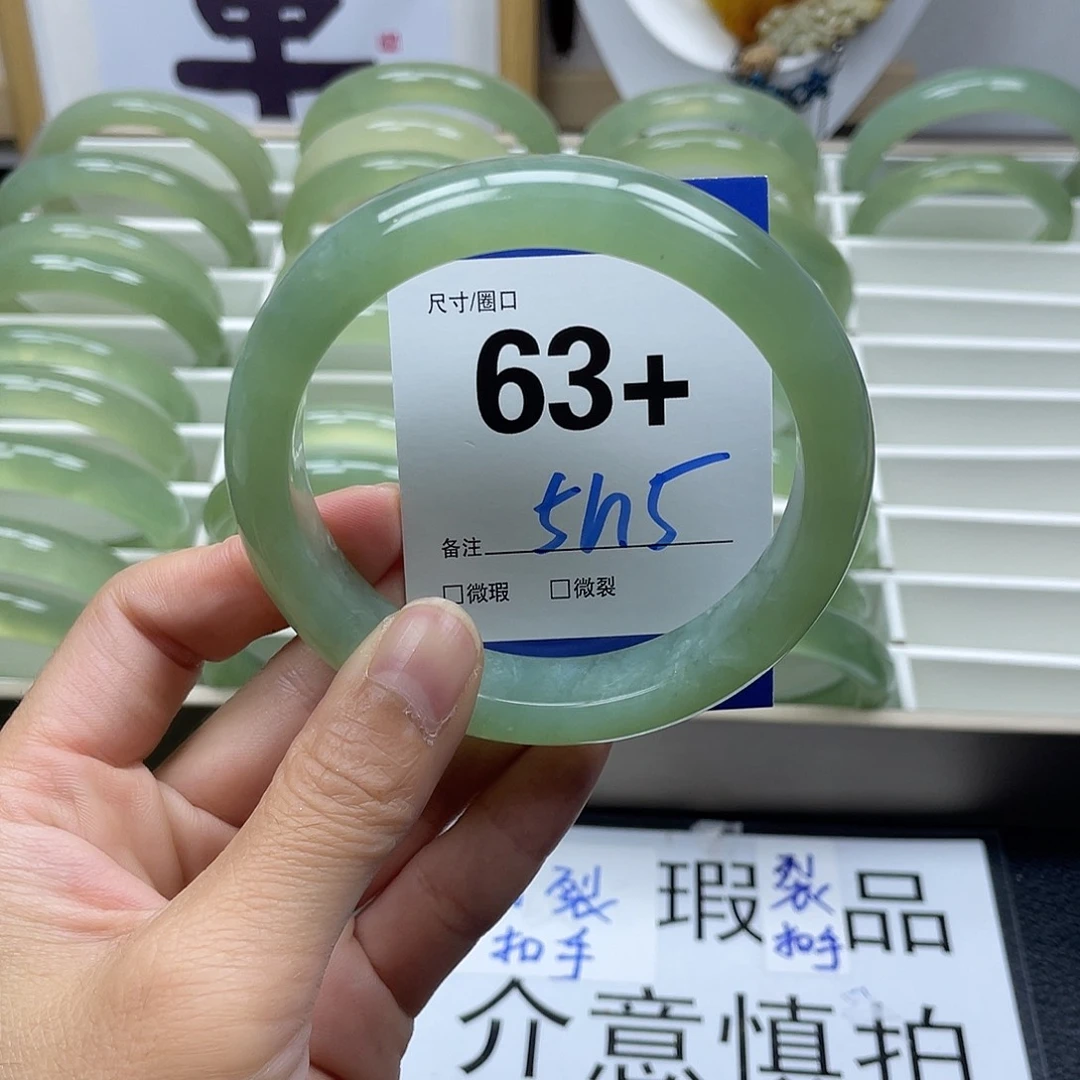 尺寸/圈口
63+
5h5
备注
□微瑕 □微裂
裂 瑕 裂 品
扣手 扣手
介意慎拍